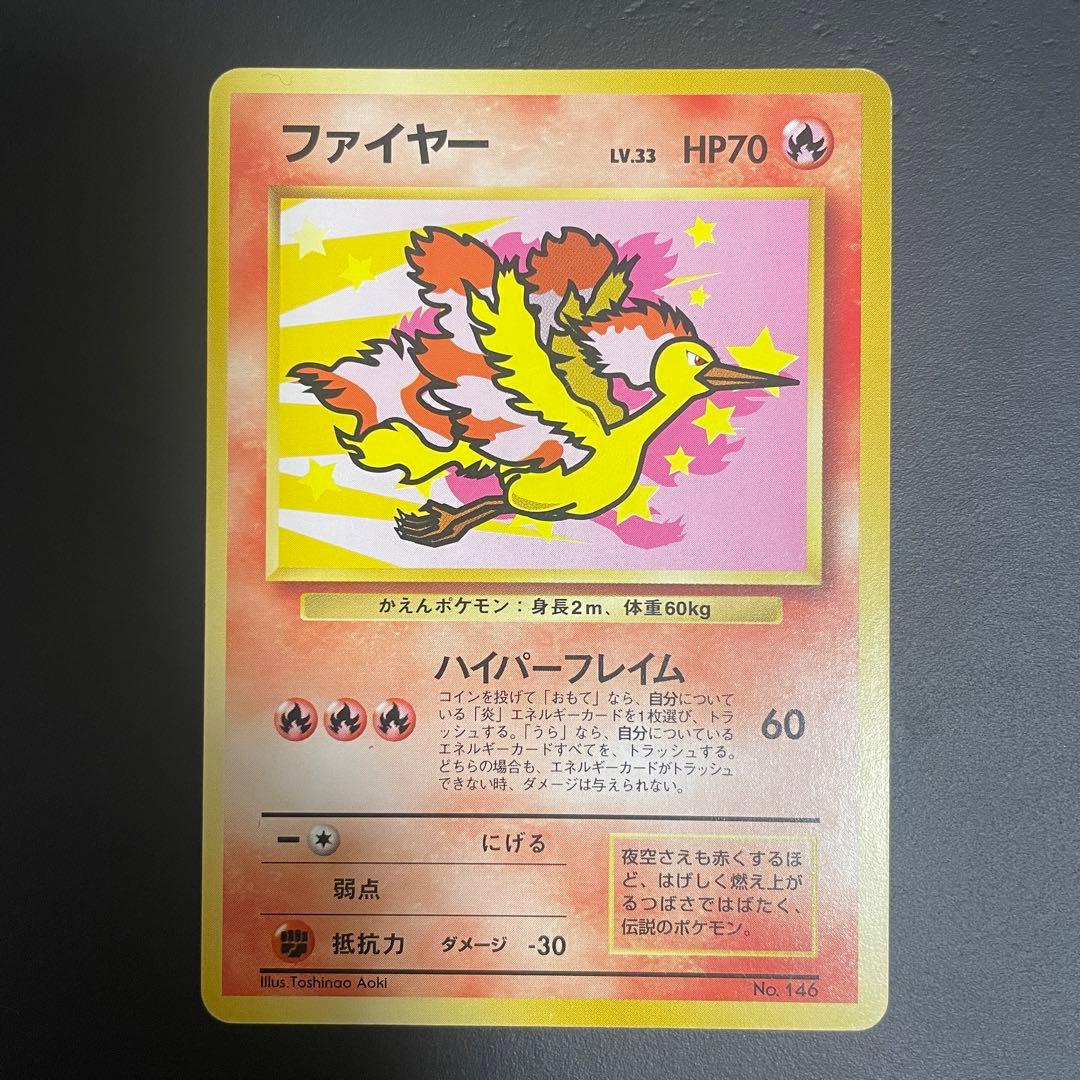 ファイヤー LV.33 HP70
かえんポケモン：身長2m、体重60kg
ハイパーフレイム
コインを投げて「おもて」なら、自分について
いる「炎」エネルギーカードを1枚選び、トラ
ッシュする。「うら」なら、自分についている
エネルギーカードすべてを、トラッシュする。
どちらの場合も、エネルギーカードがトラッシュ
できない時、ダメージは与えられない。
60
にげる
弱点
抵抗力 ダメージ -30
夜空さえも赤くするほ
ど、はげしく燃え上が
るつばさではばたく、
伝説のポケモン。
Illus.Toshinao Aoki
No. 146